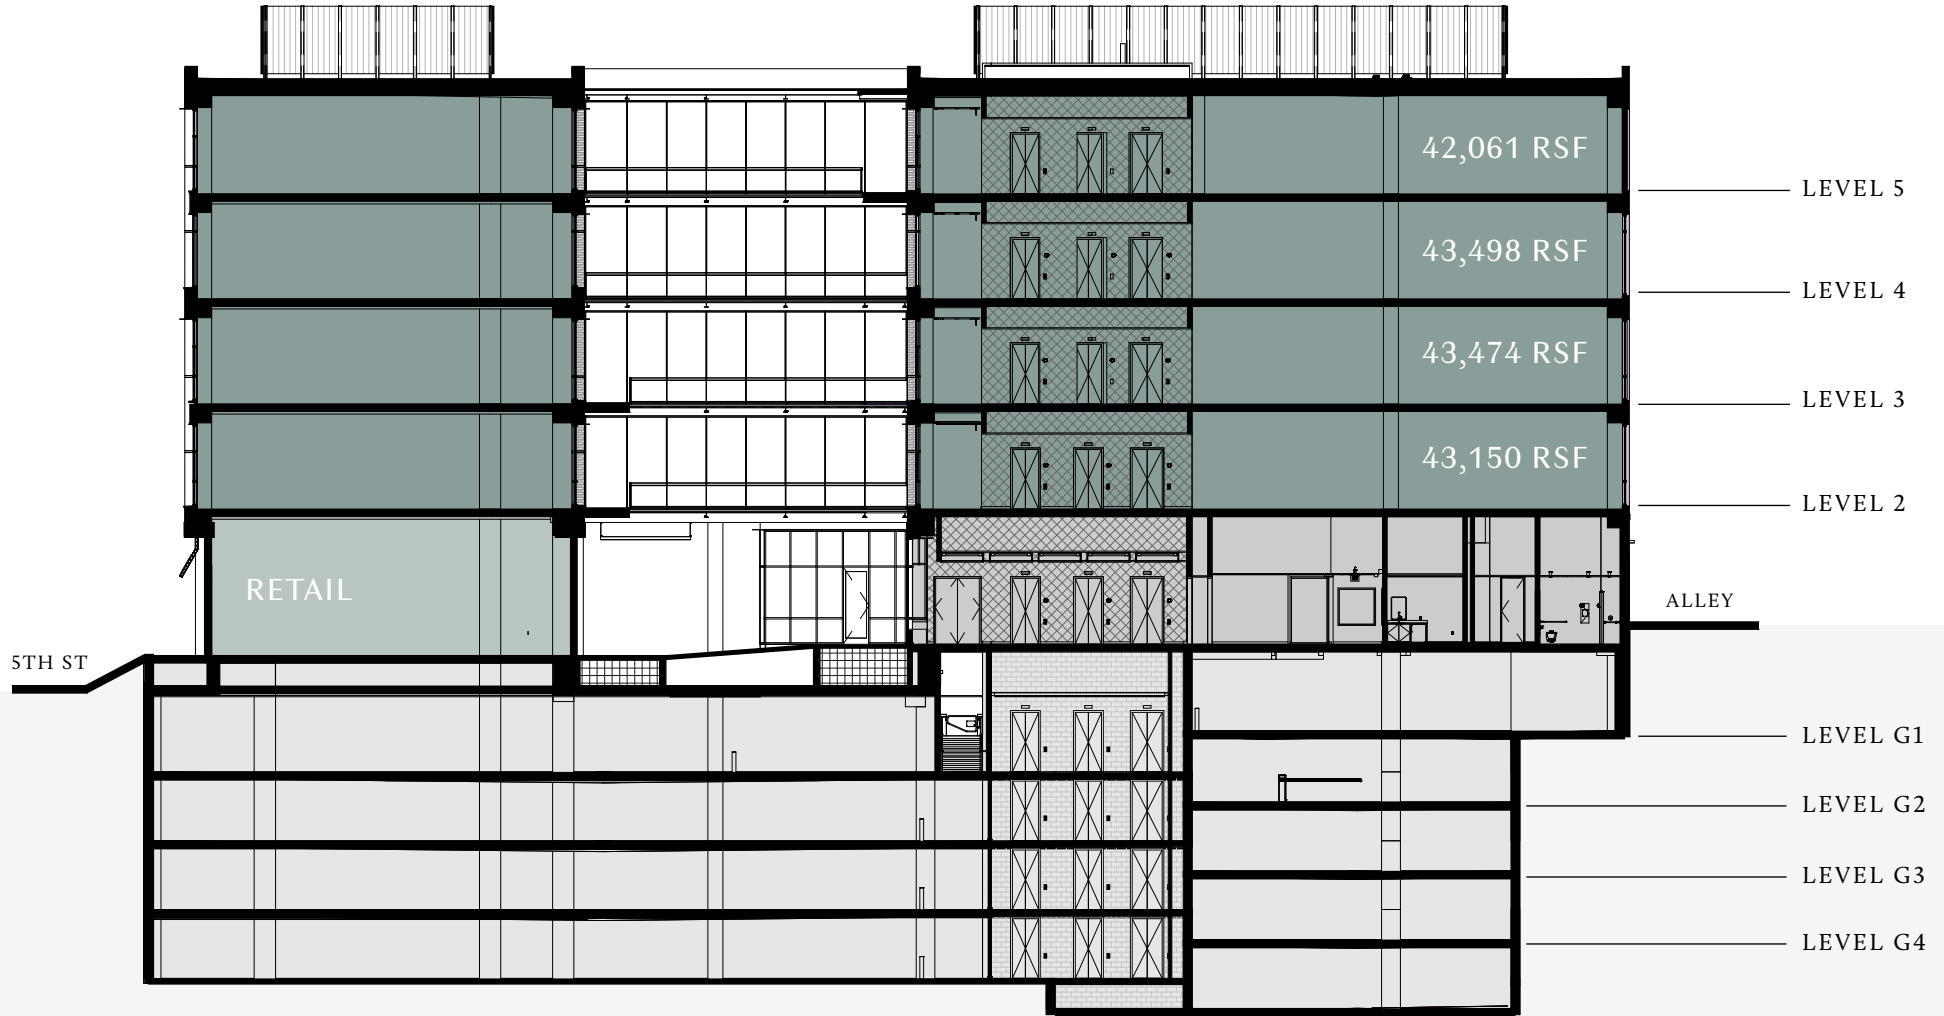 42,061 RSF
LEVEL 5
43,498 RSF
LEVEL 4
43,474 RSF
LEVEL 3
43,150 RSF
LEVEL 2
RETAIL
ALLEY
5TH ST
LEVEL G1
LEVEL G2
LEVEL G3
LEVEL G4